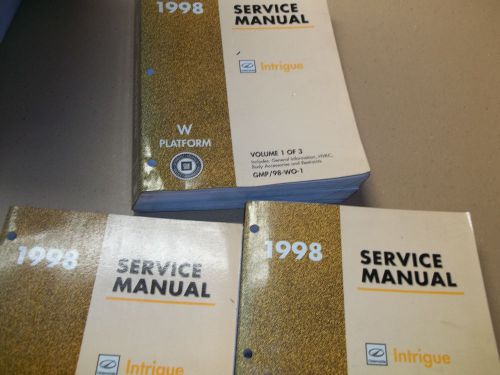 1998
SERVICE
MANUAL
Intrigue
W
PLATFORM
VOLUME 1 OF 3
Includes: General Information, HVAC,
Body Accessories and Restraints
GMP/98-WO-1
1998
SERVICE
MANUAL
Intrigue
1998
SERVICE
MANUAL
Intrigue